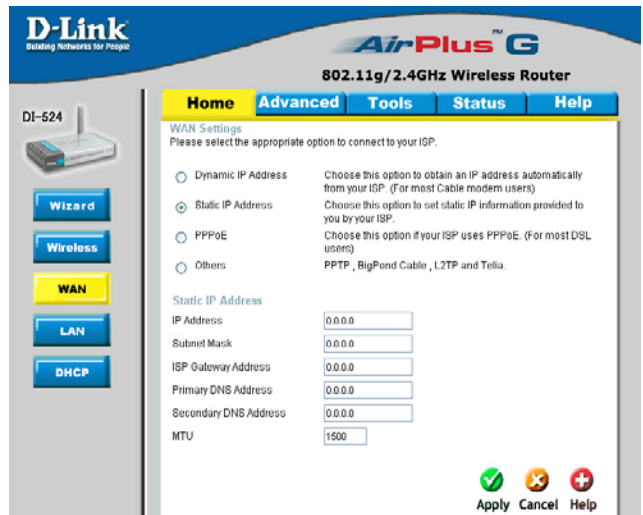 D-Link
Building Networks for People
AirPlus G
TM
802.11g/2.4GHz Wireless Router
DI-524
Home Advanced Tools Status Help
Wizard
Wireless
WAN
LAN
DHCP
WAN Settings
Please select the appropriate option to connect to your ISP.
Dynamic IP Address Choose this option to obtain an IP address automatically
from your ISP. (For most Cable modem users)
Static IP Address Choose this option to set static IP information provided to
you by your ISP.
PPPoE Choose this option if your ISP uses PPPoE. (For most DSL
users)
Others PPTP , BigPond Cable , L2TP and Telia.
Static IP Address
IP Address 0.0.0.0
Subnet Mask 0.0.0.0
ISP Gateway Address 0.0.0.0
Primary DNS Address 0.0.0.0
Secondary DNS Address 0.0.0.0
MTU 1500
Apply Cancel Help